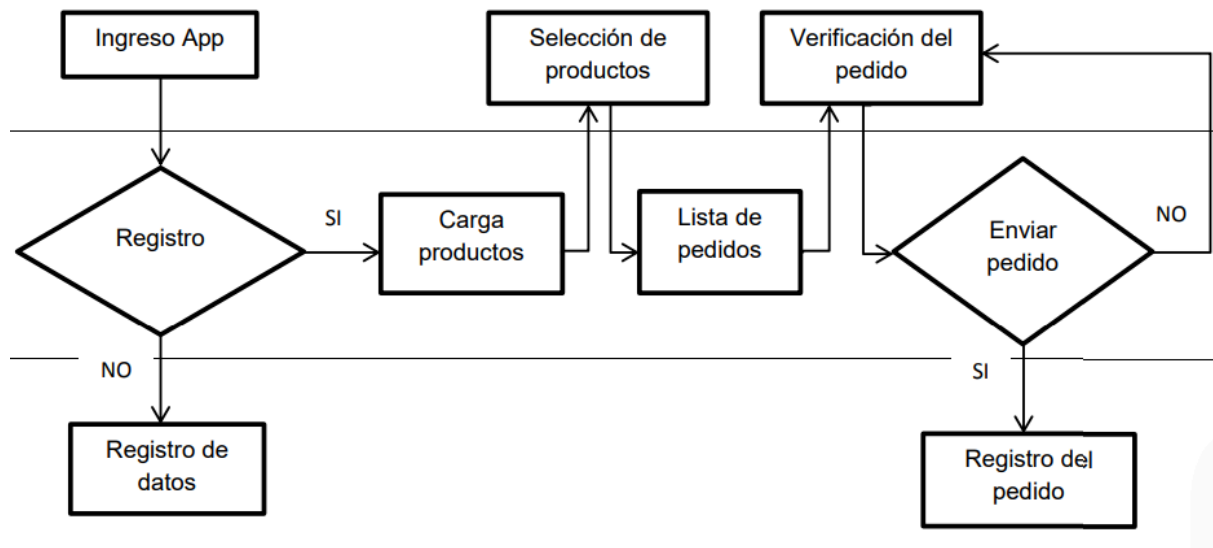 Ingreso App
Selección de
productos
Verificación del
pedido
Registro
SI
Carga
productos
Lista de
pedidos
Enviar
pedido
NO
NO
SI
Registro de
datos
Registro del
pedido